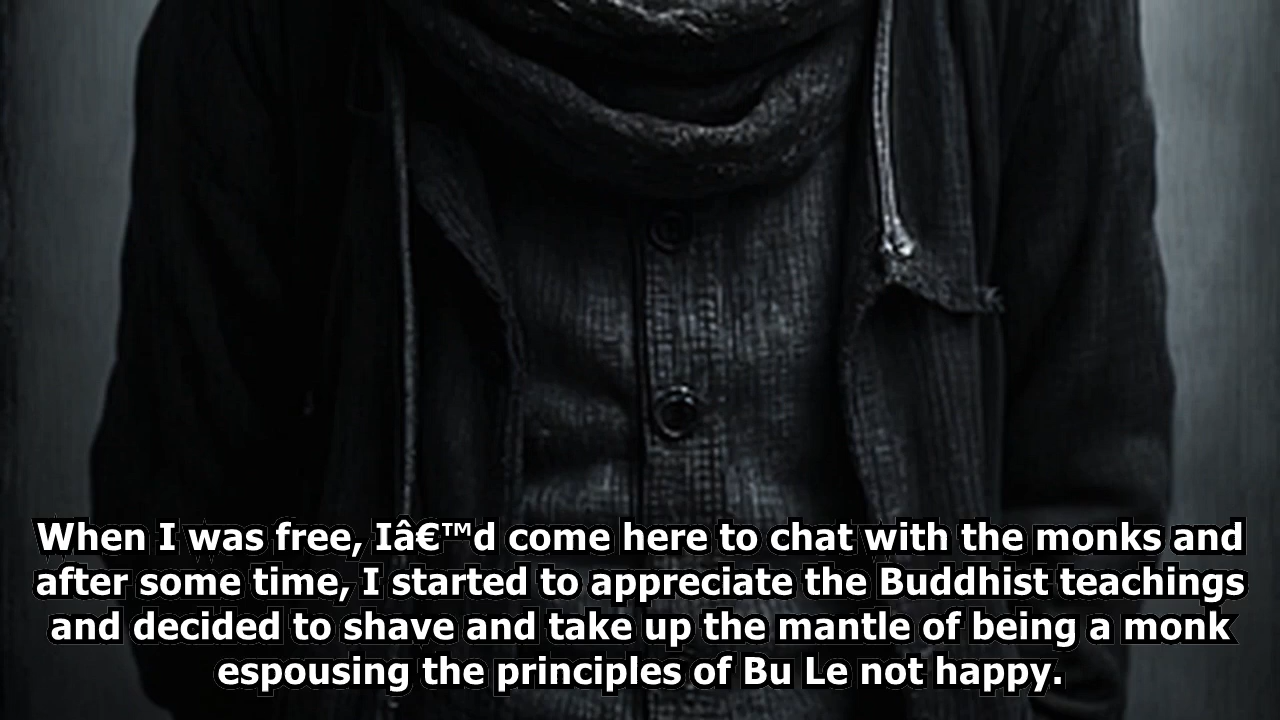 When I was free, Iâ€™d come here to chat with the monks and
after some time, I started to appreciate the Buddhist teachings
and decided to shave and take up the mantle of being a monk
espousing the principles of Bu Le not happy.